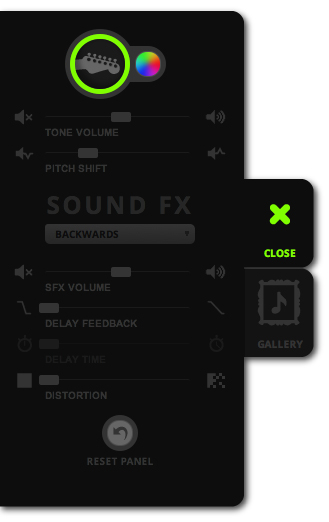 TONE VOLUME
PITCH SHIFT
SOUND FX
BACKWARDS
CLOSE
SFX VOLUME
DELAY FEEDBACK
GALLERY
DELAY TIME
DISTORTION
RESET PANEL